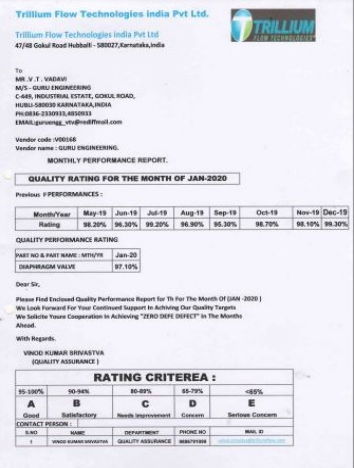 Trillium Flow Technologies india Pvt Ltd.
TRILLIUM
FLOW TECHNOLOGIES
Trillium Flow Technologies india Pvt Ltd
47/48 Gokul Road Hubballi - 580027,Karnataka,india
To
MR .V .T . VADAVI
M/S - GURU ENGINEERING
C-449, INDUSTRIAL ESTATE, GOKUL ROAD,
HUBLI-580030 KARNATAKA,INDIA
PH:0836-2330933,4850933
EMAIL:guruengg_vtv@rediffmail.com
Vendor code :V00168
Vendor name : GURU ENGINEERING.
MONTHLY PERFORMANCE REPORT.
QUALITY RATING FOR THE MONTH OF JAN-2020
Previous PERFORMANCES :
Month/Year May-19 Jun-19 Jul-19 Aug-19 Sep-19 Oct-19 Nov-19 Dec-19
Rating 98.20% 96.30% 99.20% 96.90% 95.30% 98.70% 98.10% 99.30%
QUALITY PERFORMANCE RATING
PART NO & PART NAME : MTH/YR Jan-20
DIAPHRAGM VALVE 97.10%
Dear Sir,
Please Find Enclosed Quality Performance Report for Th For The Month Of (JAN -2020 )
We Look Forward For Your Continued Support In Achiving Our Quality Targets
We Solicite Youre Cooperation In Achieving "ZERO DEFE DEFECT" in The Months
Ahead.
With Regards.
VINOD KUMAR SRIVASTVA
(QUALITY ASSURANCE )
RATING CRITEREA :
95-100% 90-94% 80-89% 65-79% <65%
A B C D E
Good Satisfactory Needs Improvement Concern Serious Concern
CONTACT PERSON :
S.NO NAME DEPARTMENT PHONE NO MAIL ID
1 VINOD KUMAR SRIVASTVA QUALITY ASSURANCE